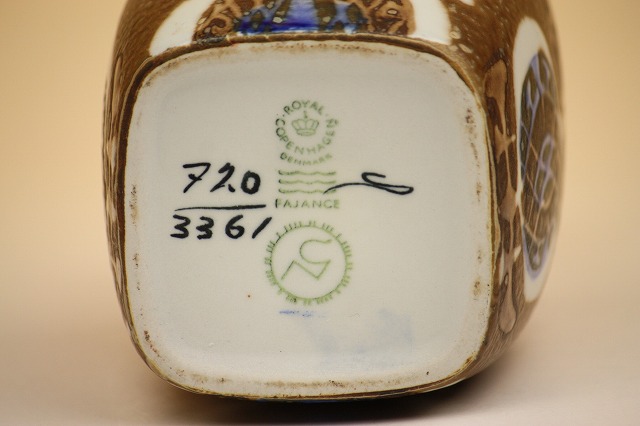 ROYAL
COPENHAGEN
DENMARK
FAJANCE
720
3361